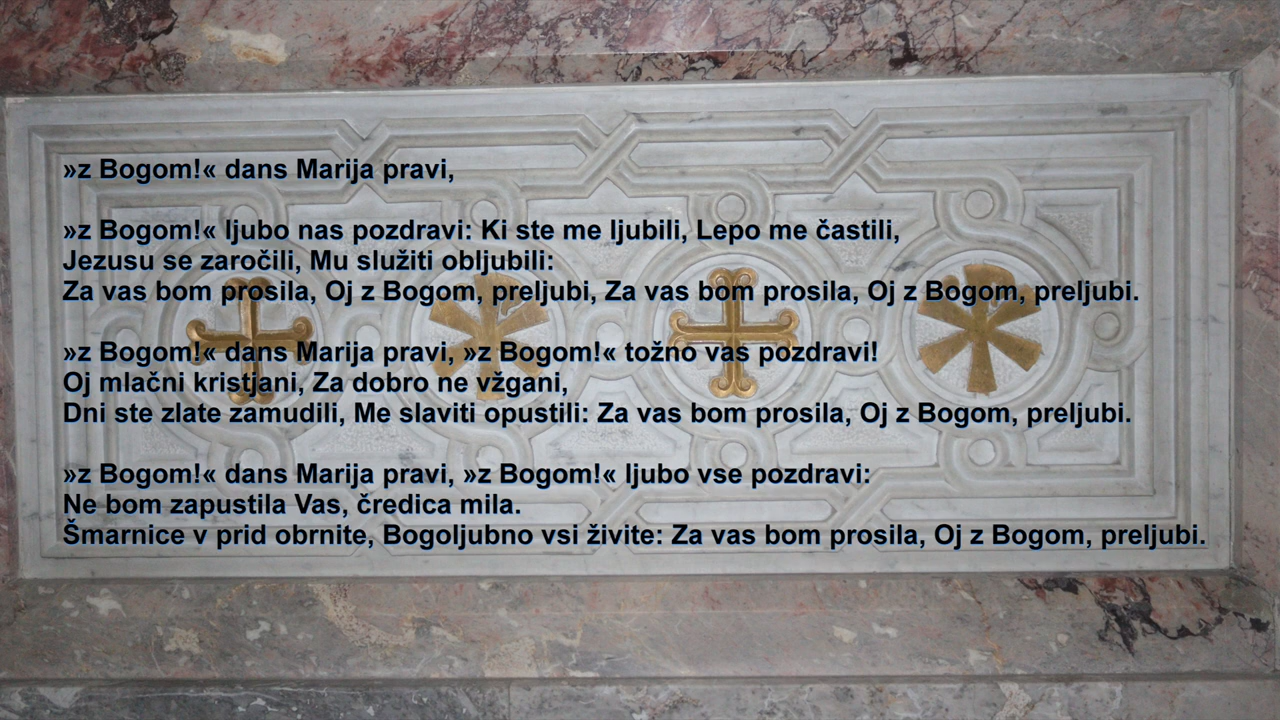 »z Bogom!« dans Marija pravi,
»z Bogom!« ljubo nas pozdravi: Ki ste me ljubili, Lepo me častili,
Jezusu se zaročili, Mu služiti obljubili:
Za vas bom prosila, Oj z Bogom, preljubi, Za vas bom prosila, Oj z Bogom, preljubi.
»z Bogom!« dans Marija pravi, »z Bogom!« tožno vas pozdravi!
Oj mlačni kristjani, Za dobro ne vžgani,
Dni ste zlate zamudili, Me slaviti opustili: Za vas bom prosila, Oj z Bogom, preljubi.
»z Bogom!« dans Marija pravi, »z Bogom!« ljubo vse pozdravi:
Ne bom zapustila Vas, čredica mila.
Šmarnice v prid obrnite, Bogoljubno vsi živite: Za vas bom prosila, Oj z Bogom, preljubi.